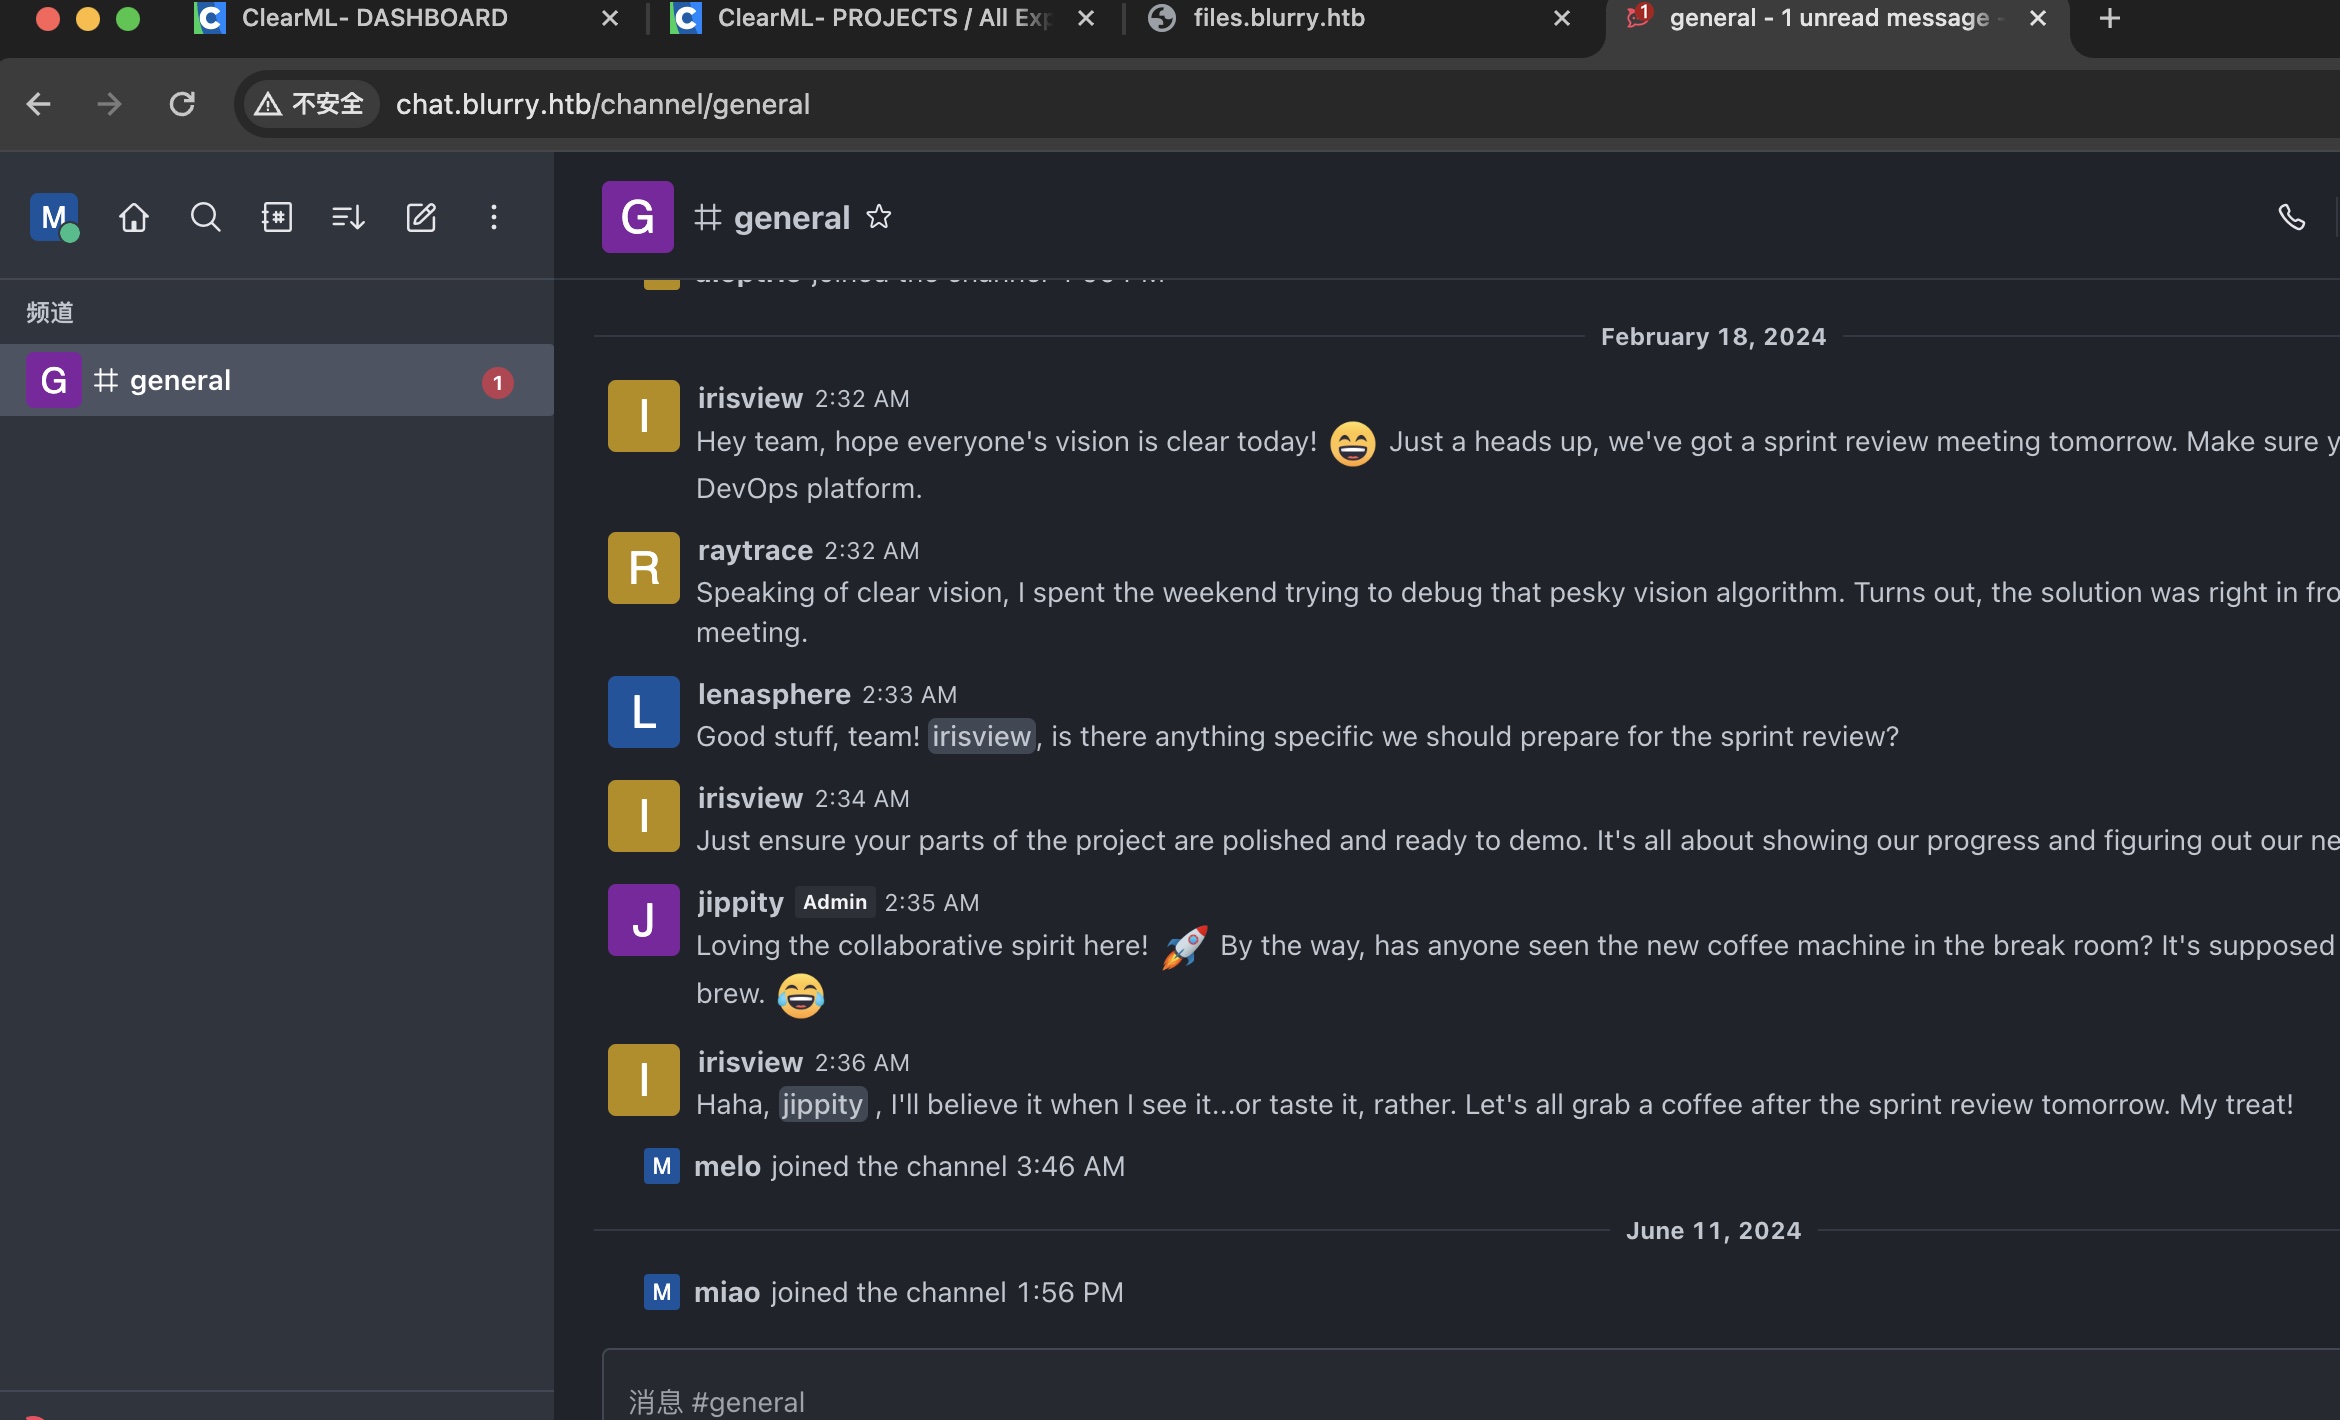 ClearML- DASHBOARD
ClearML- PROJECTS / All Exp
files.blurry.htb
1
general - 1 unread message -
不安全
chat.blurry.htb/channel/general
M
G
general
joined the channel
频道
G general 1
February 18, 2024
I
irisview 2:32 AM
Hey team, hope everyone's vision is clear today! 😄 Just a heads up, we've got a sprint review meeting tomorrow. Make sure y
DevOps platform.
R
raytrace 2:32 AM
Speaking of clear vision, I spent the weekend trying to debug that pesky vision algorithm. Turns out, the solution was right in fro
meeting.
L
lenasphere 2:33 AM
Good stuff, team! irisview, is there anything specific we should prepare for the sprint review?
I
irisview 2:34 AM
Just ensure your parts of the project are polished and ready to demo. It's all about showing our progress and figuring out our ne
J
jippity Admin 2:35 AM
Loving the collaborative spirit here! 🚀 By the way, has anyone seen the new coffee machine in the break room? It's supposed
brew. 😂
I
irisview 2:36 AM
Haha, jippity , I'll believe it when I see it...or taste it, rather. Let's all grab a coffee after the sprint review tomorrow. My treat!
M melo joined the channel 3:46 AM
June 11, 2024
M miao joined the channel 1:56 PM
消息 #general